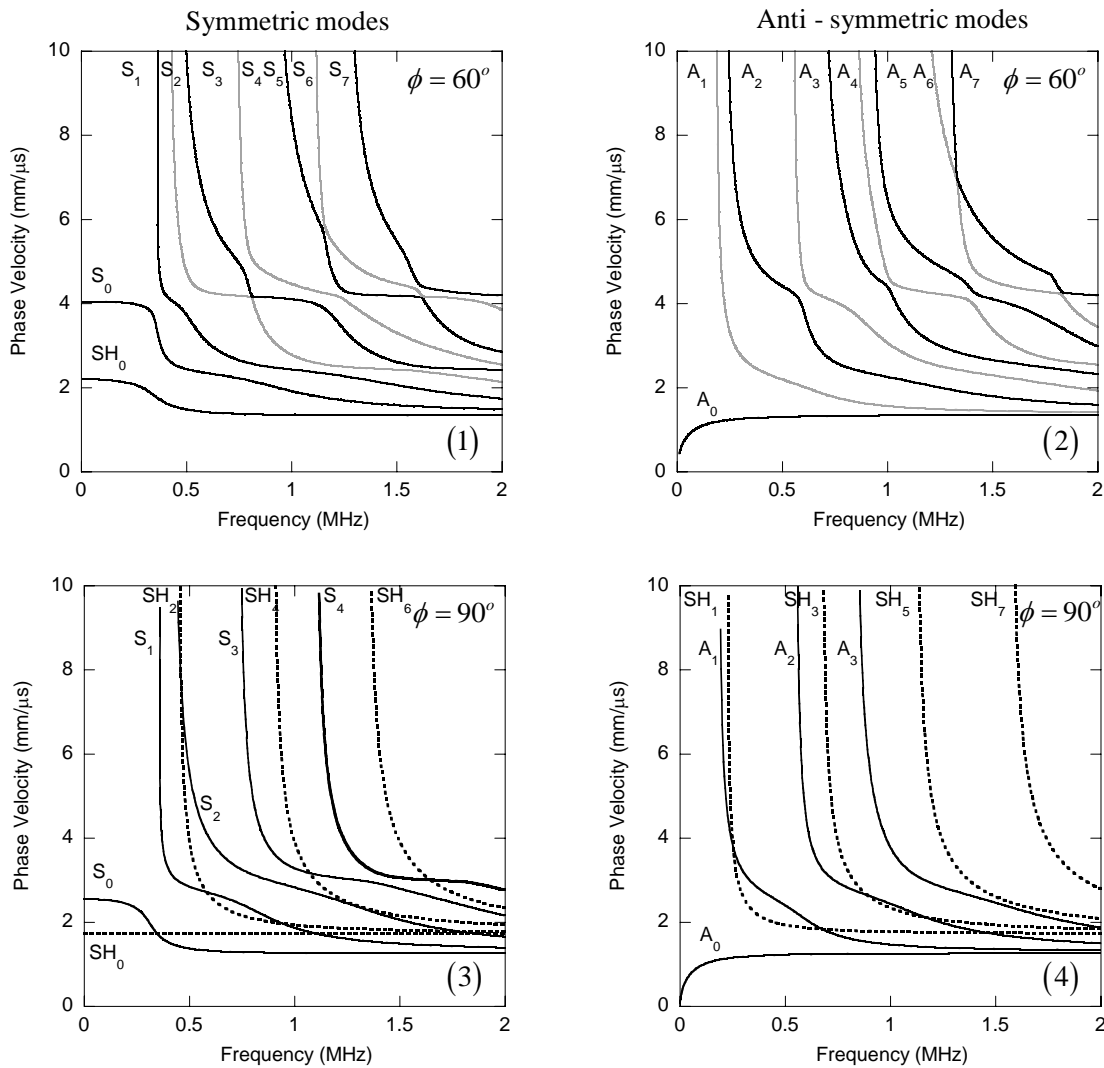 Symmetric modes
Anti - symmetric modes
10
8
6
4
2
0
Phase Velocity (mm/μs)
S1 S2 S3 S4 S5 S6 S7
ϕ = 60°
S0
SH0
(1)
0 0.5 1 1.5 2
Frequency (MHz)
10
8
6
4
2
0
Phase Velocity (mm/μs)
A1 A2 A3 A4 A5 A6 A7
ϕ = 60°
A0
(2)
0 0.5 1 1.5 2
Frequency (MHz)
10
8
6
4
2
0
Phase Velocity (mm/μs)
SH2 SH4 S4 SH6
ϕ = 90°
S1 S3
S2
S0
SH0
(3)
0 0.5 1 1.5 2
Frequency (MHz)
10
8
6
4
2
0
Phase Velocity (mm/μs)
SH1 SH3 SH5 SH7
ϕ = 90°
A1 A2 A3
A0
(4)
0 0.5 1 1.5 2
Frequency (MHz)